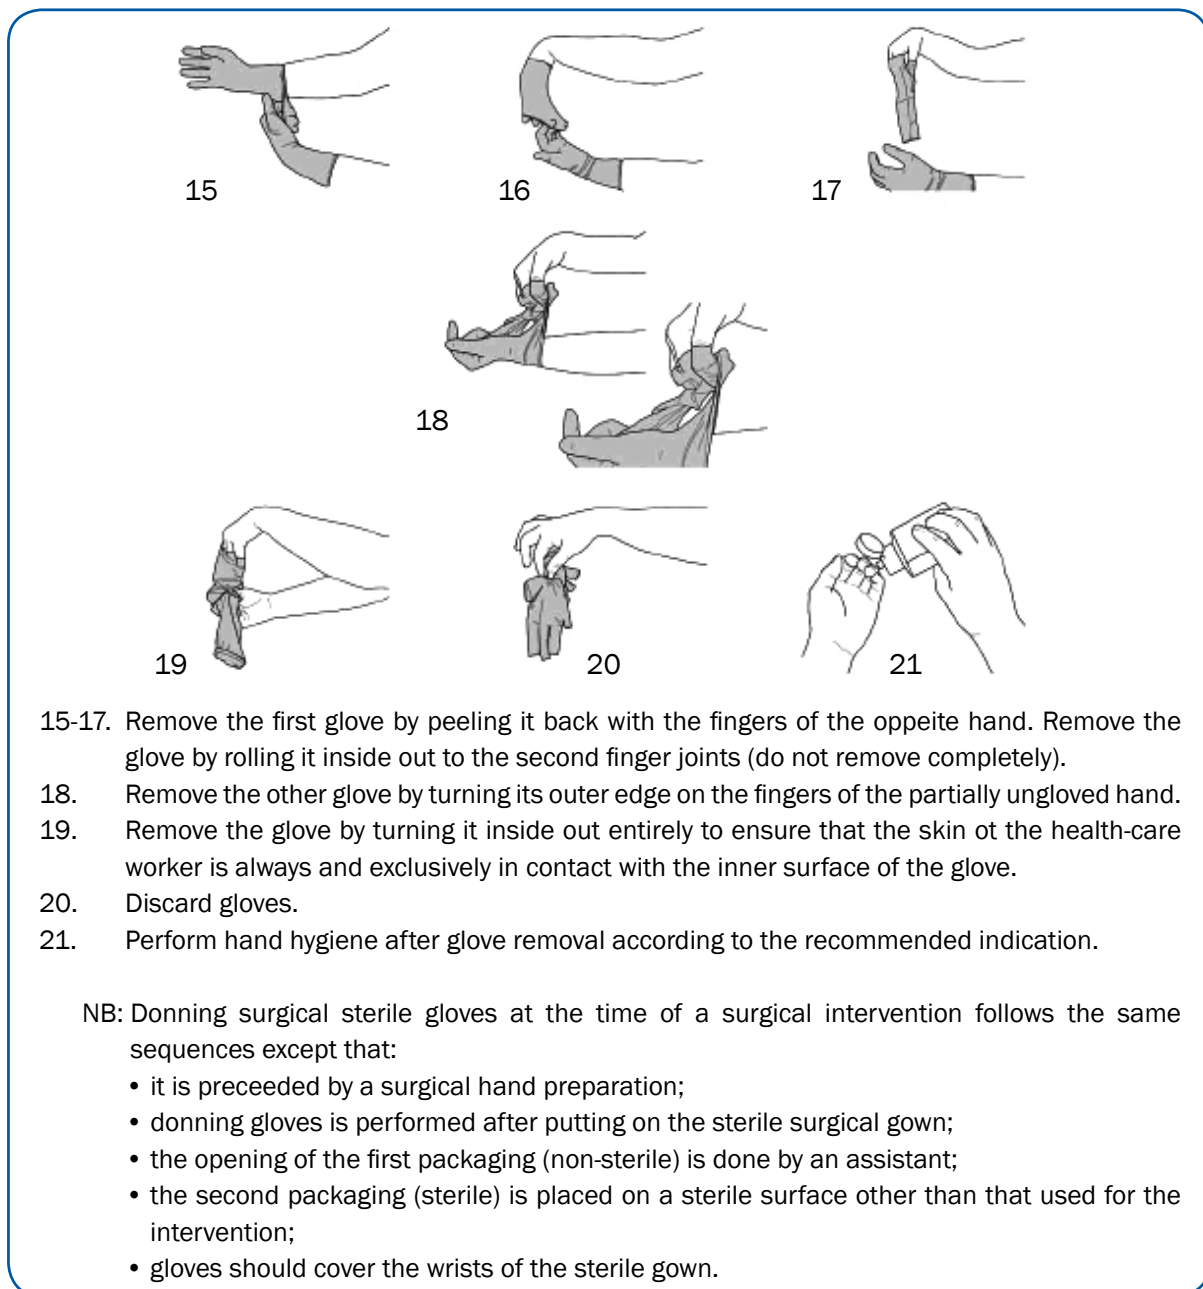 15
16
17
18
19
20
21
15-17. Remove the first glove by peeling it back with the fingers of the oppeite hand. Remove the
glove by rolling it inside out to the second finger joints (do not remove completely).
18. Remove the other glove by turning its outer edge on the fingers of the partially ungloved hand.
19. Remove the glove by turning it inside out entirely to ensure that the skin ot the health-care
worker is always and exclusively in contact with the inner surface of the glove.
20. Discard gloves.
21. Perform hand hygiene after glove removal according to the recommended indication.
NB: Donning surgical sterile gloves at the time of a surgical intervention follows the same
sequences except that:
• it is preceeded by a surgical hand preparation;
• donning gloves is performed after putting on the sterile surgical gown;
• the opening of the first packaging (non-sterile) is done by an assistant;
• the second packaging (sterile) is placed on a sterile surface other than that used for the
intervention;
• gloves should cover the wrists of the sterile gown.